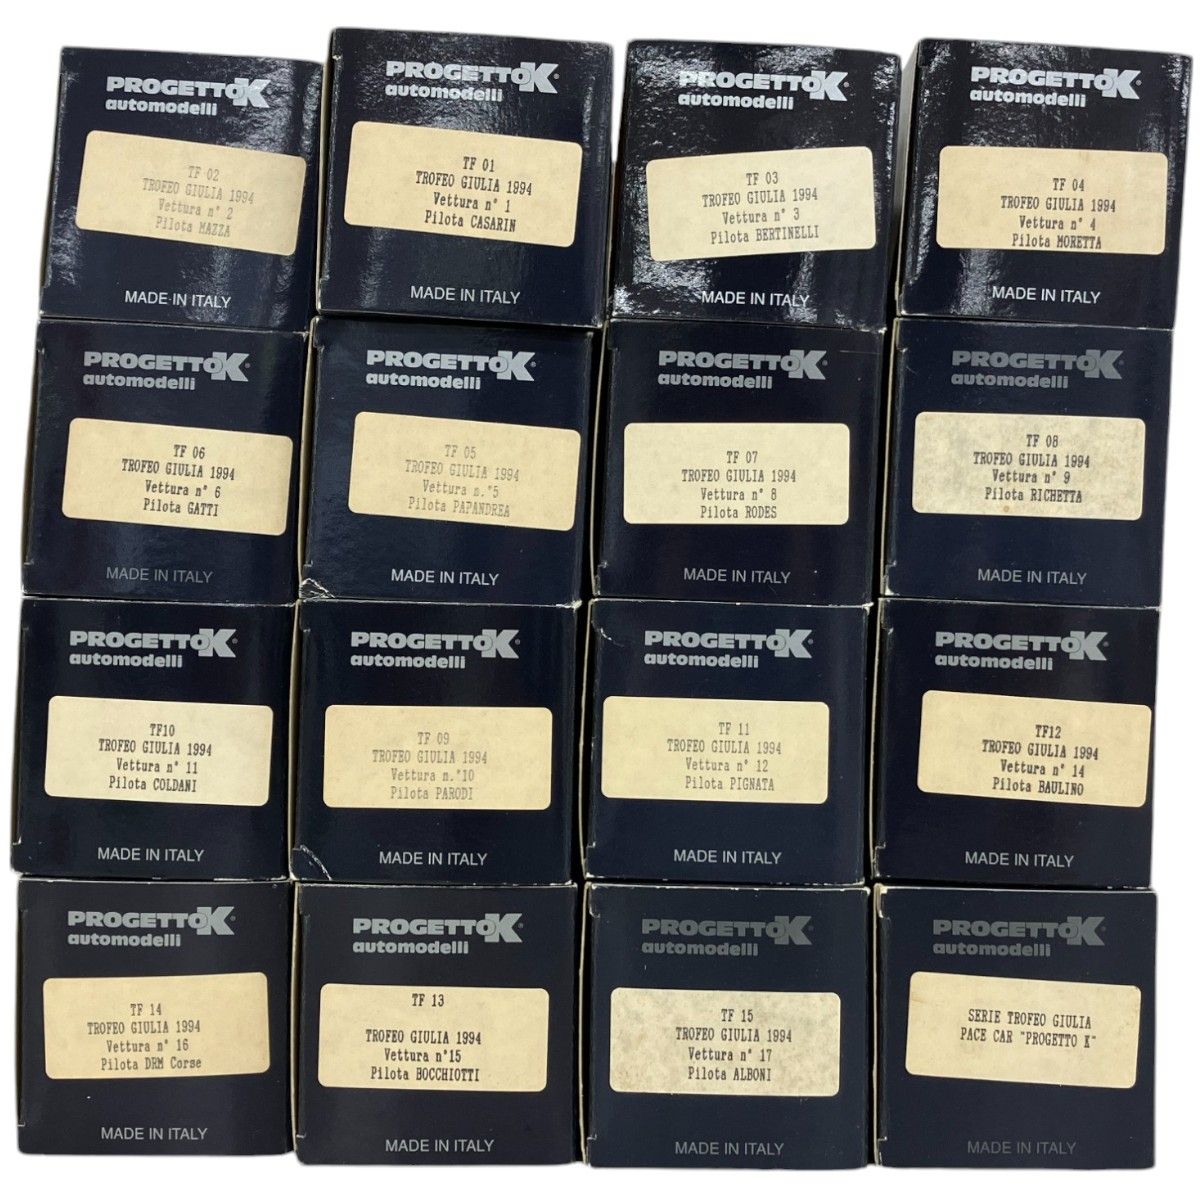 PROGETTO K®
automodelli
TF 02
TROFEO GIULIA 1994
Vettura n° 2
Pilota MAZZA
MADE IN ITALY
PROGETTO K®
automodelli
TF 01
TROFEO GIULIA 1994
Vettura n° 1
Pilota CASARIN
MADE IN ITALY
PROGETTO K®
automodelli
TF 03
TROFEO GIULIA 1994
Vettura n° 3
Pilota BERTINELLI
MADE IN ITALY
PROGETTO K®
automodelli
TF 04
TROFEO GIULIA 1994
Vettura n° 4
Pilota MORETTA
MADE IN ITALY
PROGETTO K®
automodelli
TF 06
TROFEO GIULIA 1994
Vettura n° 6
Pilota GATTI
MADE IN ITALY
PROGETTO K®
automodelli
TF 05
TROFEO GIULIA 1994
Vettura n.°5
Pilota PAPANDREA
MADE IN ITALY
PROGETTO K®
automodelli
TF 07
TROFEO GIULIA 1994
Vettura n° 8
Pilota RODES
MADE IN ITALY
PROGETTO K®
automodelli
TF 08
TROFEO GIULIA 1994
Vettura n° 9
Pilota RICHETTA
MADE IN ITALY
PROGETTO K®
automodelli
TF10
TROFEO GIULIA 1994
Vettura n° 11
Pilota COLDANI
MADE IN ITALY
PROGETTO K®
automodelli
TF 09
TROFEO GIULIA 1994
Vettura n.°10
Pilota PARODI
MADE IN ITALY
PROGETTO K®
automodelli
TF 11
TROFEO GIULIA 1994
Vettura n° 12
Pilota PIGNATA
MADE IN ITALY
PROGETTO K®
automodelli
TF12
TROFEO GIULIA 1994
Vettura n° 14
Pilota BAULINO
MADE IN ITALY
PROGETTO K®
automodelli
TF 14
TROFEO GIULIA 1994
Vettura n° 16
Pilota DRM Corse
MADE IN ITALY
PROGETTO K®
automodelli
TF 13
TROFEO GIULIA 1994
Vettura n°15
Pilota BOCCHIOTTI
MADE IN ITALY
PROGETTO K®
automodelli
TF 15
TROFEO GIULIA 1994
Vettura n° 17
Pilota ALBONI
MADE IN ITALY
PROGETTO K®
automodelli
SERIE TROFEO GIULIA
PACE CAR "PROGETTO K"
MADE IN ITALY